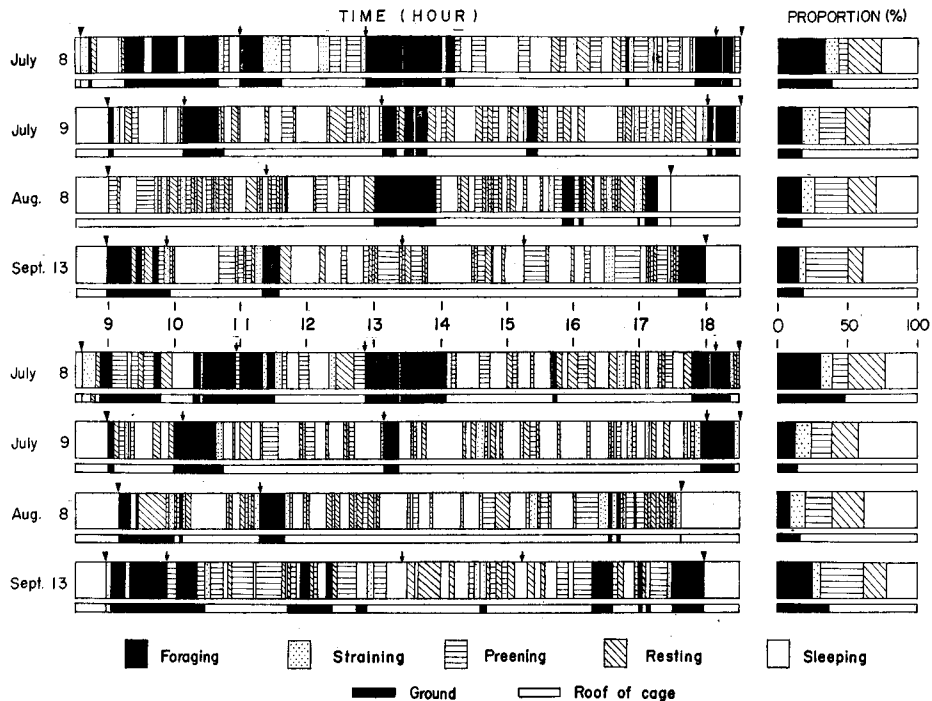 TIME (HOUR) PROPORTION (%)
July 8
July 9
Aug. 8
Sept. 13
9 10 11 12 13 14 15 16 17 18 0 50 100
July 8
July 9
Aug. 8
Sept. 13
Foraging Straining Preening Resting Sleeping
Ground Roof of cage